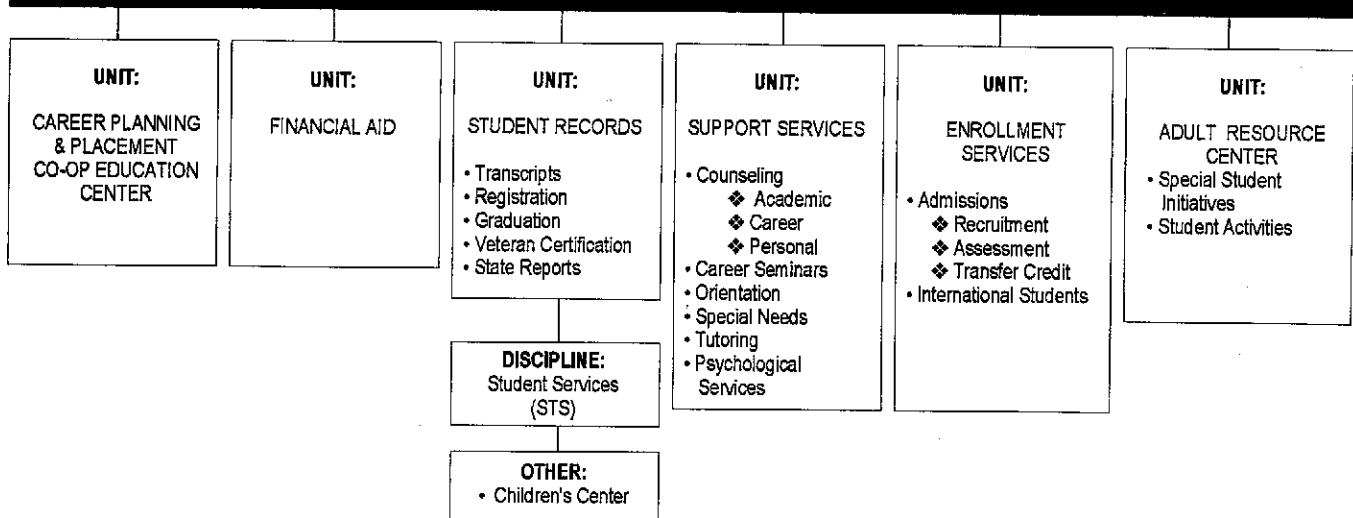 UNIT:
CAREER PLANNING
& PLACEMENT
CO-OP EDUCATION
CENTER
UNIT:
FINANCIAL AID
UNIT:
STUDENT RECORDS
• Transcripts
• Registration
• Graduation
• Veteran Certification
• State Reports
DISCIPLINE:
Student Services
(STS)
OTHER:
• Children's Center
UNIT:
SUPPORT SERVICES
• Counseling
❖ Academic
❖ Career
❖ Personal
• Career Seminars
• Orientation
• Special Needs
• Tutoring
• Psychological
Services
UNIT:
ENROLLMENT
SERVICES
• Admissions
❖ Recruitment
❖ Assessment
❖ Transfer Credit
• International Students
UNIT:
ADULT RESOURCE
CENTER
• Special Student
Initiatives
• Student Activities